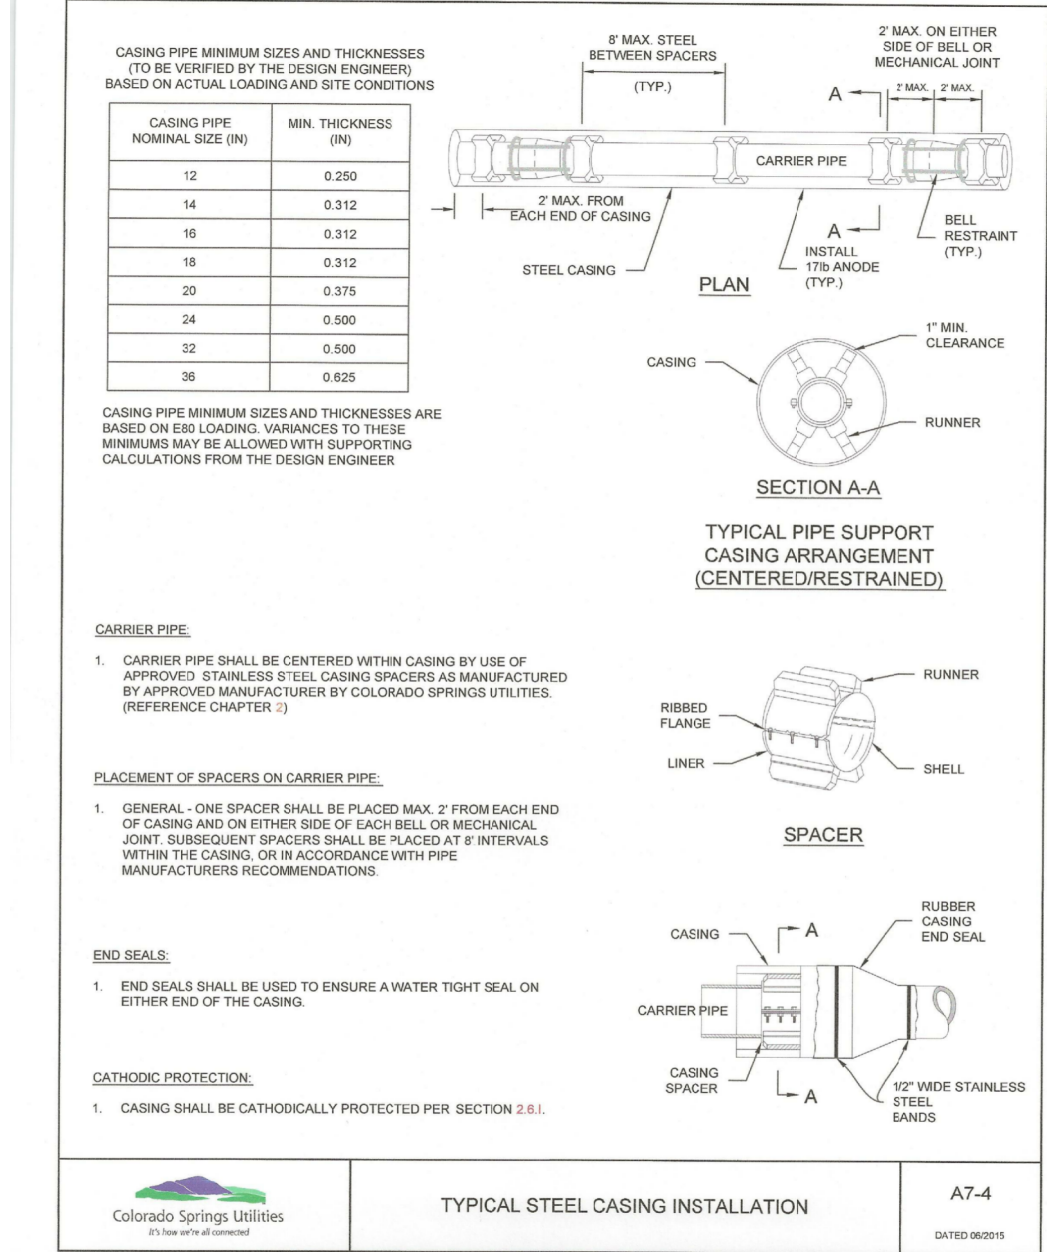 CASING PIPE MINIMUM SIZES AND THICKNESSES
(TO BE VERIFIED BY THE DESIGN ENGINEER)
BASED ON ACTUAL LOADING AND SITE CONDITIONS
CASING PIPE
NOMINAL SIZE (IN)
MIN. THICKNESS
(IN)
12 0.250
14 0.312
16 0.312
18 0.312
20 0.375
24 0.500
32 0.500
36 0.625
CASING PIPE MINIMUM SIZES AND THICKNESSES ARE
BASED ON E80 LOADING. VARIANCES TO THESE
MINIMUMS MAY BE ALLOWED WITH SUPPORTING
CALCULATIONS FROM THE DESIGN ENGINEER
8' MAX. STEEL
BETWEEN SPACERS
(TYP.)
2' MAX. ON EITHER
SIDE OF BELL OR
MECHANICAL JOINT
A
2' MAX. 2' MAX.
CARRIER PIPE
2' MAX. FROM
EACH END OF CASING
STEEL CASING
A
INSTALL
17lb ANODE
(TYP.)
BELL
RESTRAINT
(TYP.)
PLAN
CASING
1" MIN.
CLEARANCE
RUNNER
SECTION A-A
TYPICAL PIPE SUPPORT
CASING ARRANGEMENT
(CENTERED/RESTRAINED)
CARRIER PIPE:
1. CARRIER PIPE SHALL BE CENTERED WITHIN CASING BY USE OF
APPROVED STAINLESS STEEL CASING SPACERS AS MANUFACTURED
BY APPROVED MANUFACTURER BY COLORADO SPRINGS UTILITIES.
(REFERENCE CHAPTER 2)
RUNNER
RIBBED
FLANGE
LINER
SHELL
SPACER
PLACEMENT OF SPACERS ON CARRIER PIPE:
1. GENERAL - ONE SPACER SHALL BE PLACED MAX. 2' FROM EACH END
OF CASING AND ON EITHER SIDE OF EACH BELL OR MECHANICAL
JOINT. SUBSEQUENT SPACERS SHALL BE PLACED AT 8' INTERVALS
WITHIN THE CASING, OR IN ACCORDANCE WITH PIPE
MANUFACTURERS RECOMMENDATIONS.
END SEALS:
1. END SEALS SHALL BE USED TO ENSURE A WATER TIGHT SEAL ON
EITHER END OF THE CASING.
CATHODIC PROTECTION:
1. CASING SHALL BE CATHODICALLY PROTECTED PER SECTION 2.6.I.
CASING
A
RUBBER
CASING
END SEAL
CARRIER PIPE
CASING
SPACER
A
1/2" WIDE STAINLESS
STEEL
BANDS
Colorado Springs Utilities
It's how we're all connected
TYPICAL STEEL CASING INSTALLATION
A7-4
DATED 06/2015